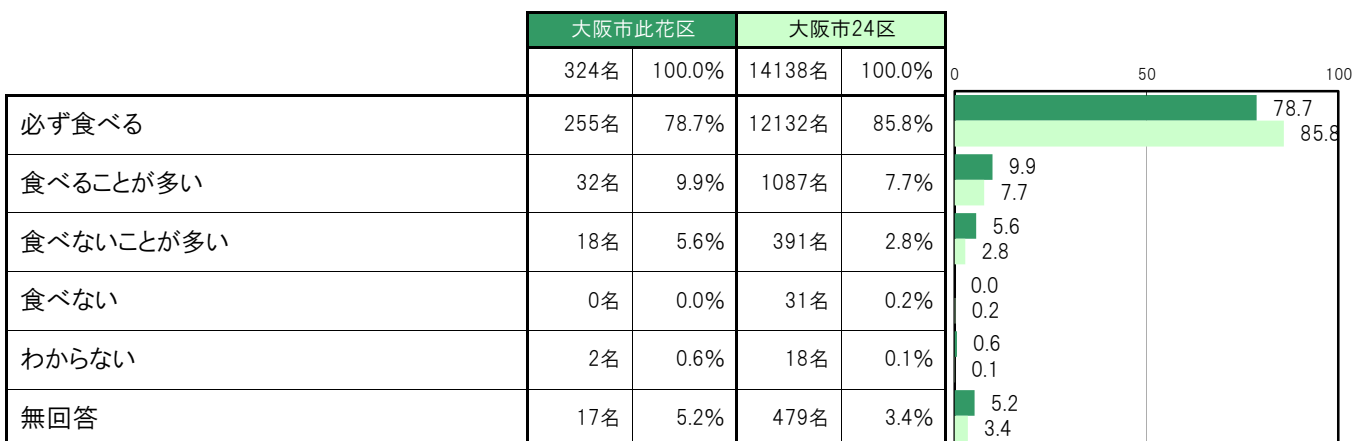 大阪市此花区 大阪市24区
324名 100.0% 14138名 100.0% 0 50 100
必ず食べる 255名 78.7% 12132名 85.8% 78.7
85.8
食べることが多い 32名 9.9% 1087名 7.7% 9.9
7.7
食べないことが多い 18名 5.6% 391名 2.8% 5.6
2.8
食べない 0名 0.0% 31名 0.2% 0.0
0.2
わからない 2名 0.6% 18名 0.1% 0.6
0.1
無回答 17名 5.2% 479名 3.4% 5.2
3.4